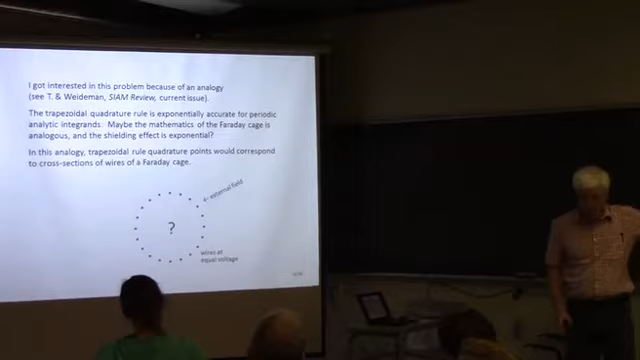 I got interested in this problem because of an analogy
(see T. & Weideman, SIAM Review, current issue).
The trapezoidal quadrature rule is exponentially accurate for periodic
analytic integrands. Maybe the mathematics of the Faraday cage is
analogous, and the shielding effect is exponential?
In this analogy, trapezoidal rule quadrature points would correspond
to cross-sections of wires of a Faraday cage.
← external field
?
wires at
equal voltage